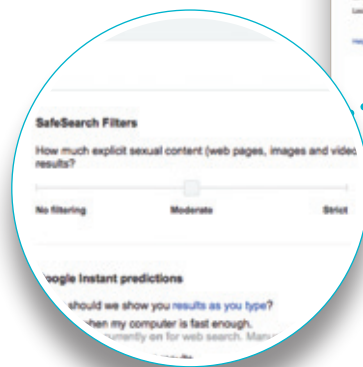 SafeSearch Filters
How much explicit sexual content (web pages, images and video
results?
No filtering Moderate Strict
oogle Instant predictions
should we show you results as you type?
hen my computer is fast enough.
urrently on for web search.